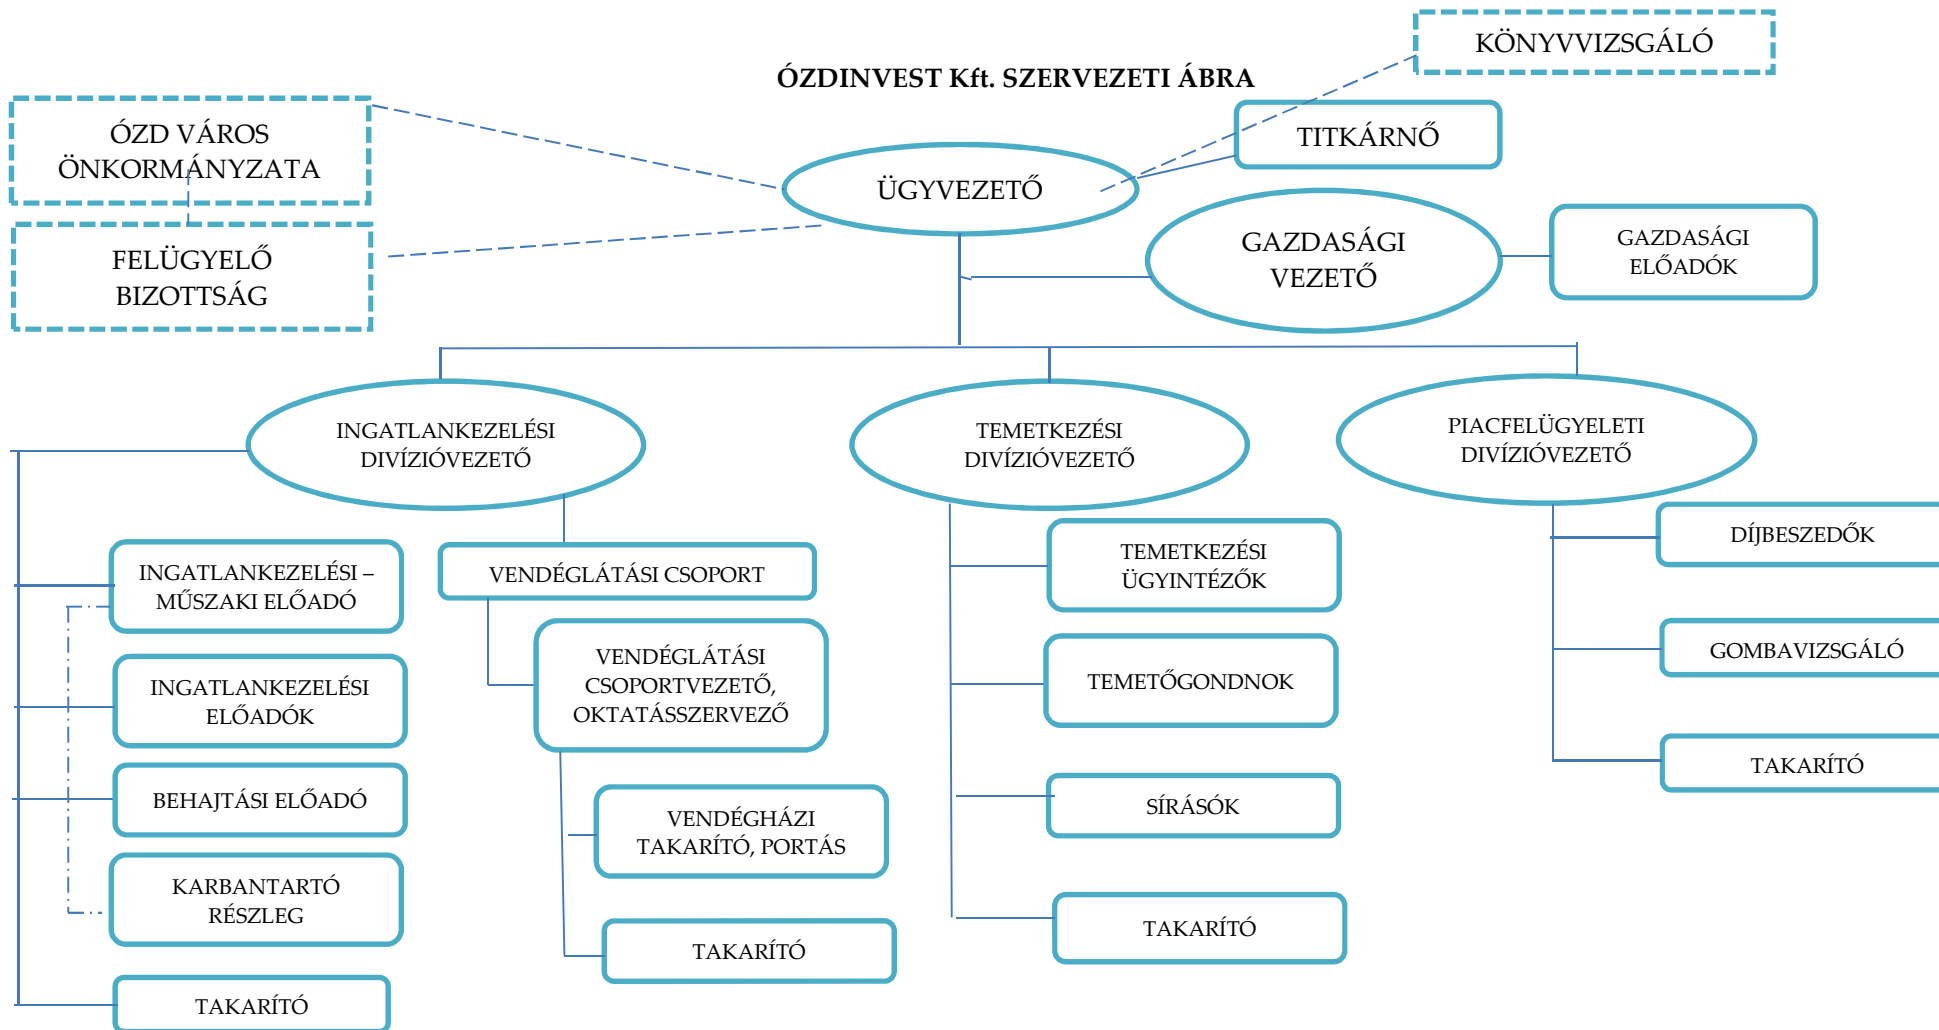 KÖNYVVIZSGÁLÓ
ÓZDINVEST Kft. SZERVEZETI ÁBRA
ÓZD VÁROS
ÖNKORMÁNYZATA
TITKÁRNŐ
ÜGYVEZETŐ
FELÜGYELŐ
BIZOTTSÁG
GAZDASÁGI
VEZETŐ
GAZDASÁGI
ELŐADÓK
INGATLANKEZELÉSI
DIVÍZIÓVEZETŐ
TEMETKEZÉSI
DIVÍZIÓVEZETŐ
PIACFELÜGYELETI
DIVÍZIÓVEZETŐ
INGATLANKEZELÉSI –
MŰSZAKI ELŐADÓ
INGATLANKEZELÉSI
ELŐADÓK
BEHAJTÁSI ELŐADÓ
KARBANTARTÓ
RÉSZLEG
TAKARÍTÓ
VENDÉGLÁTÁSI CSOPORT
VENDÉGLÁTÁSI
CSOPORTVEZETŐ,
OKTATÁSSZERVEZŐ
VENDÉGHÁZI
TAKARÍTÓ, PORTÁS
TAKARÍTÓ
TEMETKEZÉSI
ÜGYINTÉZŐK
TEMETŐGONDNOK
SÍRÁSÓK
TAKARÍTÓ
DÍJBESZEDŐK
GOMBAVIZSGÁLÓ
TAKARÍTÓ